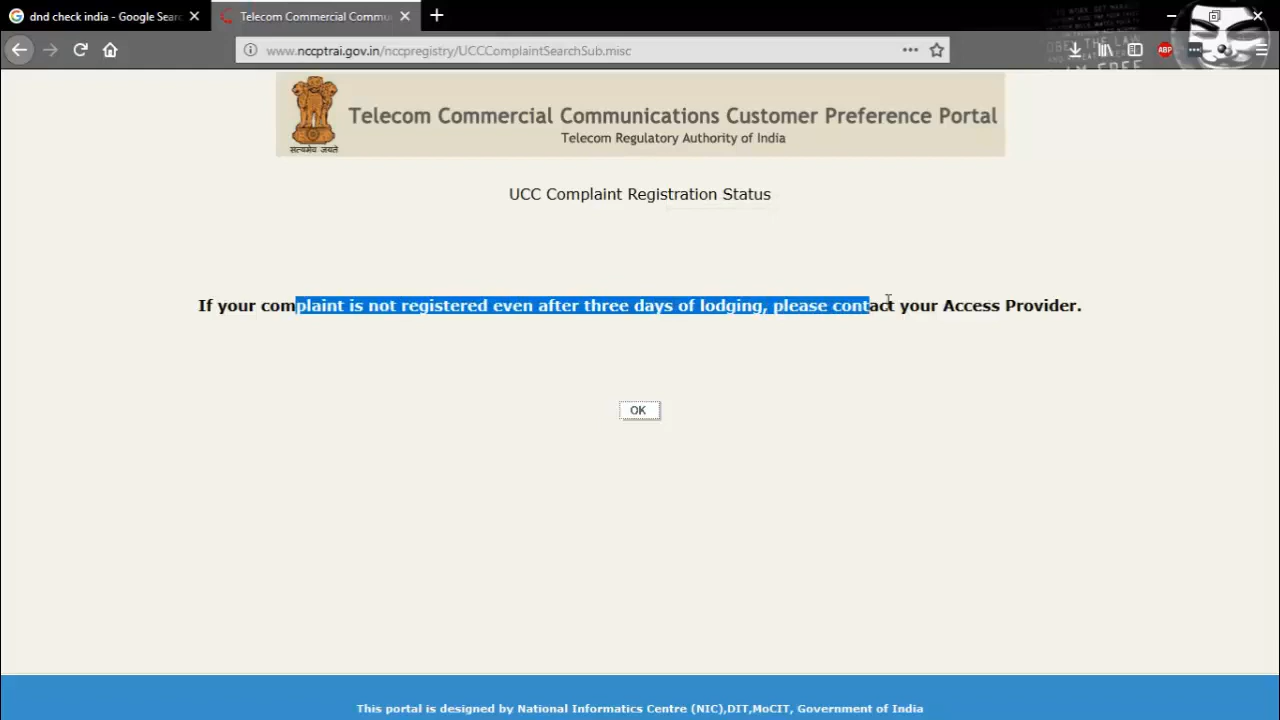 dnd check india - Google Sear
Telecom Commercial Commu
www.nccptrai.gov.in/nccpregistry/UCCComplaintSearchSub.misc
ABP
सत्यमेव जयते
Telecom Commercial Communications Customer Preference Portal
Telecom Regulatory Authority of India
UCC Complaint Registration Status
If your complaint is not registered even after three days of lodging, please contact your Access Provider.
OK
This portal is designed by National Informatics Centre (NIC),DIT,MoCIT, Government of India